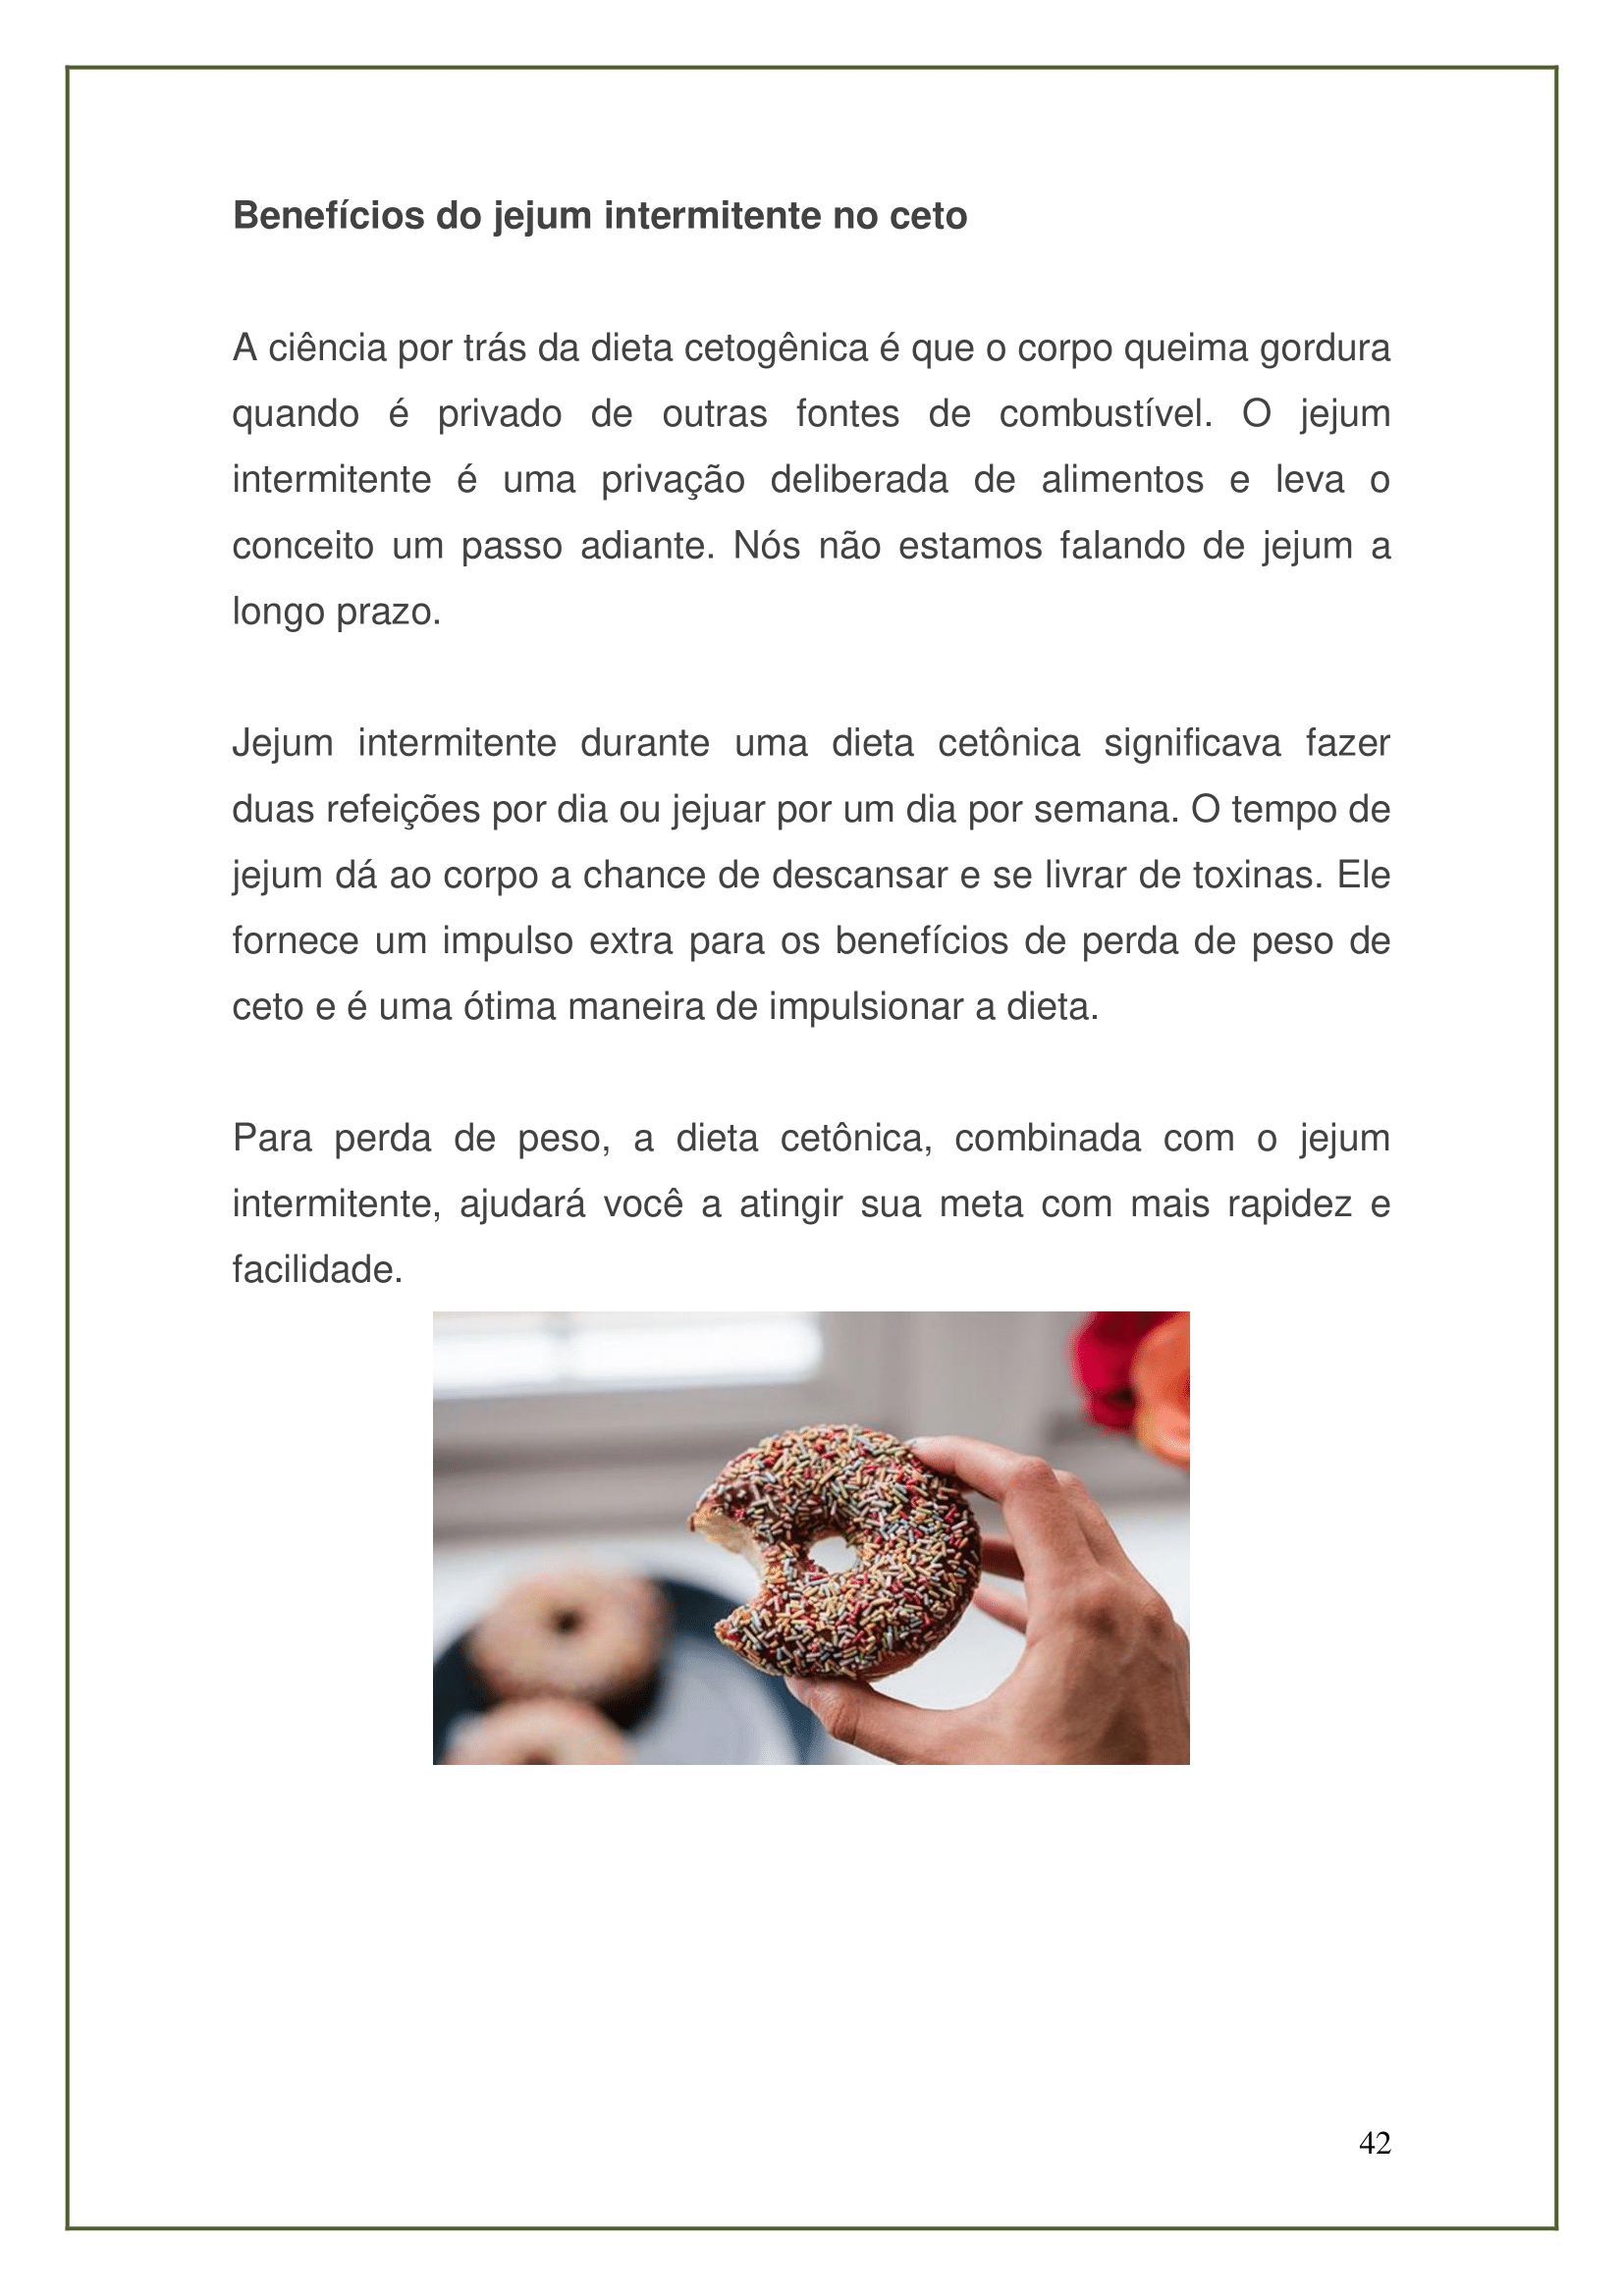 Benefícios do jejum intermitente no ceto
A ciência por trás da dieta cetogênica é que o corpo queima gordura
quando é privado de outras fontes de combustível. O jejum
intermitente é uma privação deliberada de alimentos e leva o
conceito um passo adiante. Nós não estamos falando de jejum a
longo prazo.
Jejum intermitente durante uma dieta cetônica significava fazer
duas refeições por dia ou jejuar por um dia por semana. O tempo de
jejum dá ao corpo a chance de descansar e se livrar de toxinas. Ele
fornece um impulso extra para os benefícios de perda de peso de
ceto e é uma ótima maneira de impulsionar a dieta.
Para perda de peso, a dieta cetônica, combinada com o jejum
intermitente, ajudará você a atingir sua meta com mais rapidez e
facilidade.
42